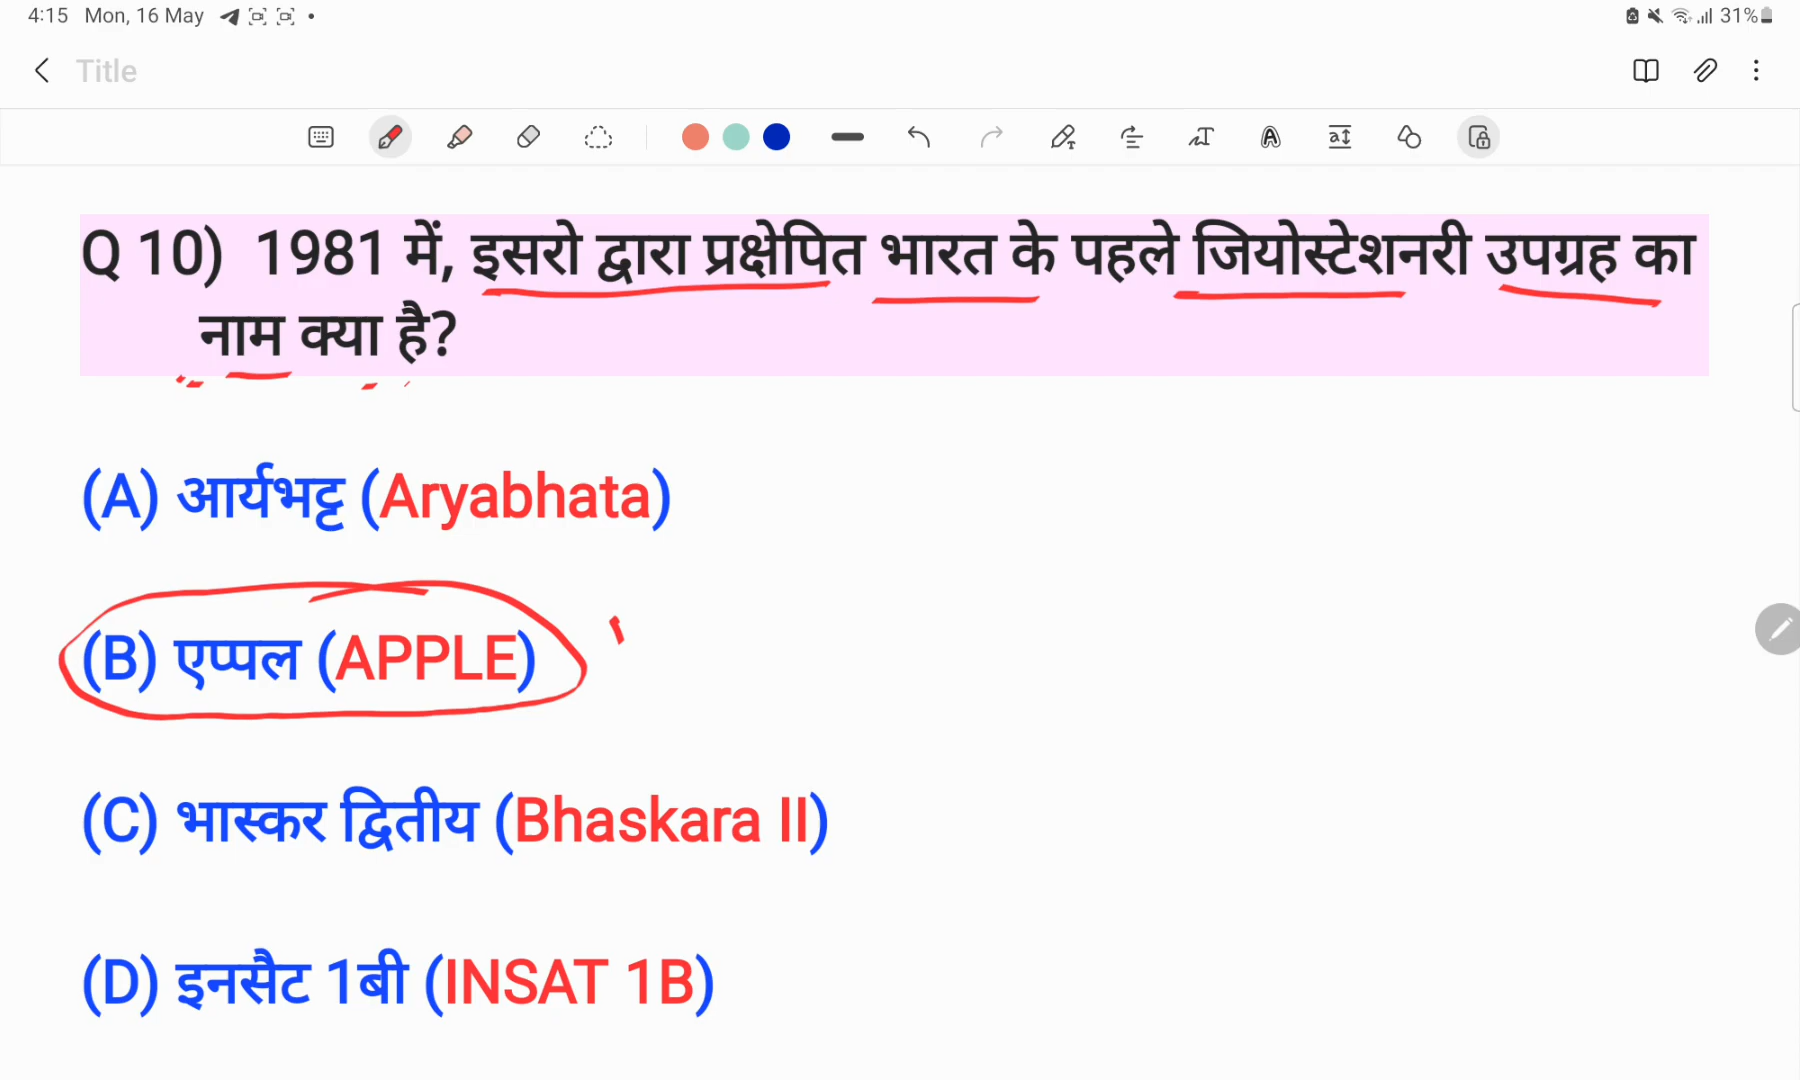 4:15 Mon, 16 May 31%
Title
Q 10) 1981 में, इसरो द्वारा प्रक्षेपित भारत के पहले जियोस्टेशनरी उपग्रह का
नाम क्या है?
(A) आर्यभट्ट (Aryabhata)
(B) एप्पल (APPLE)
(C) भास्कर द्वितीय (Bhaskara II)
(D) इनसैट 1बी (INSAT 1B)